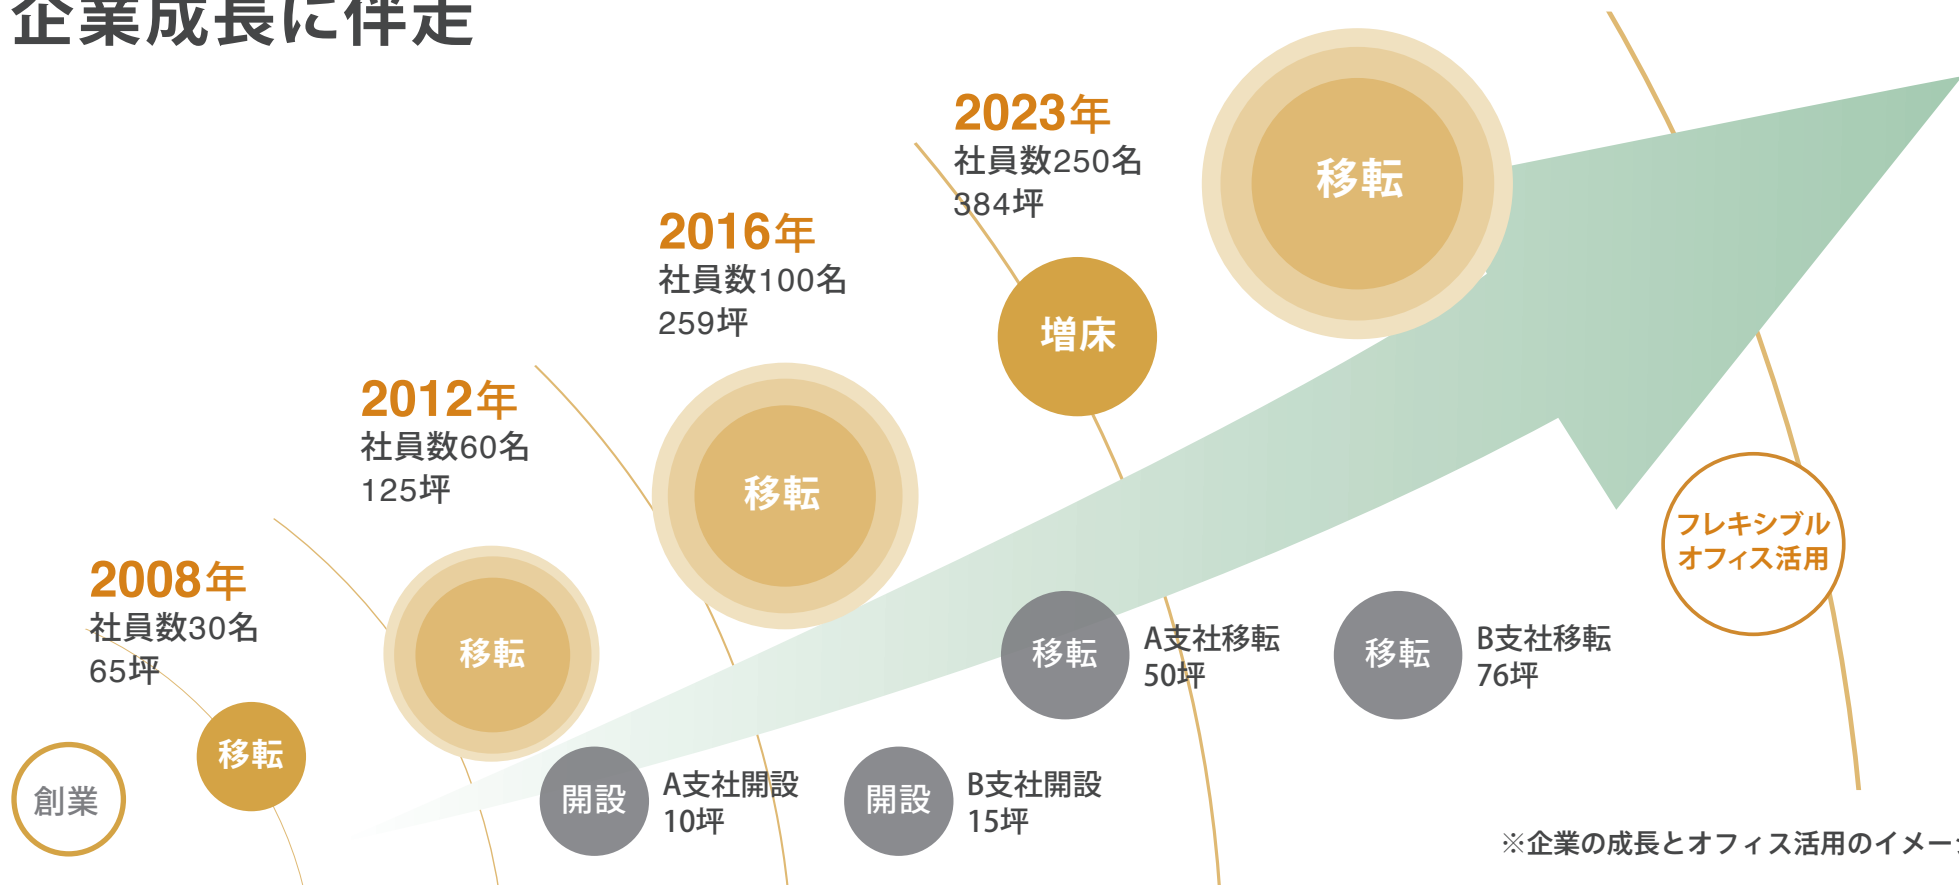 企業成長に伴走
2023年
社員数250名
384坪
移転
2016年
社員数100名
259坪
増床
2012年
社員数60名
125坪
移転
フレキシブル
オフィス活用
2008年
社員数30名
65坪
移転
移転
A支社移転
50坪
移転
B支社移転
76坪
移転
創業
開設
A支社開設
10坪
開設
B支社開設
15坪
※企業の成長とオフィス活用のイメー